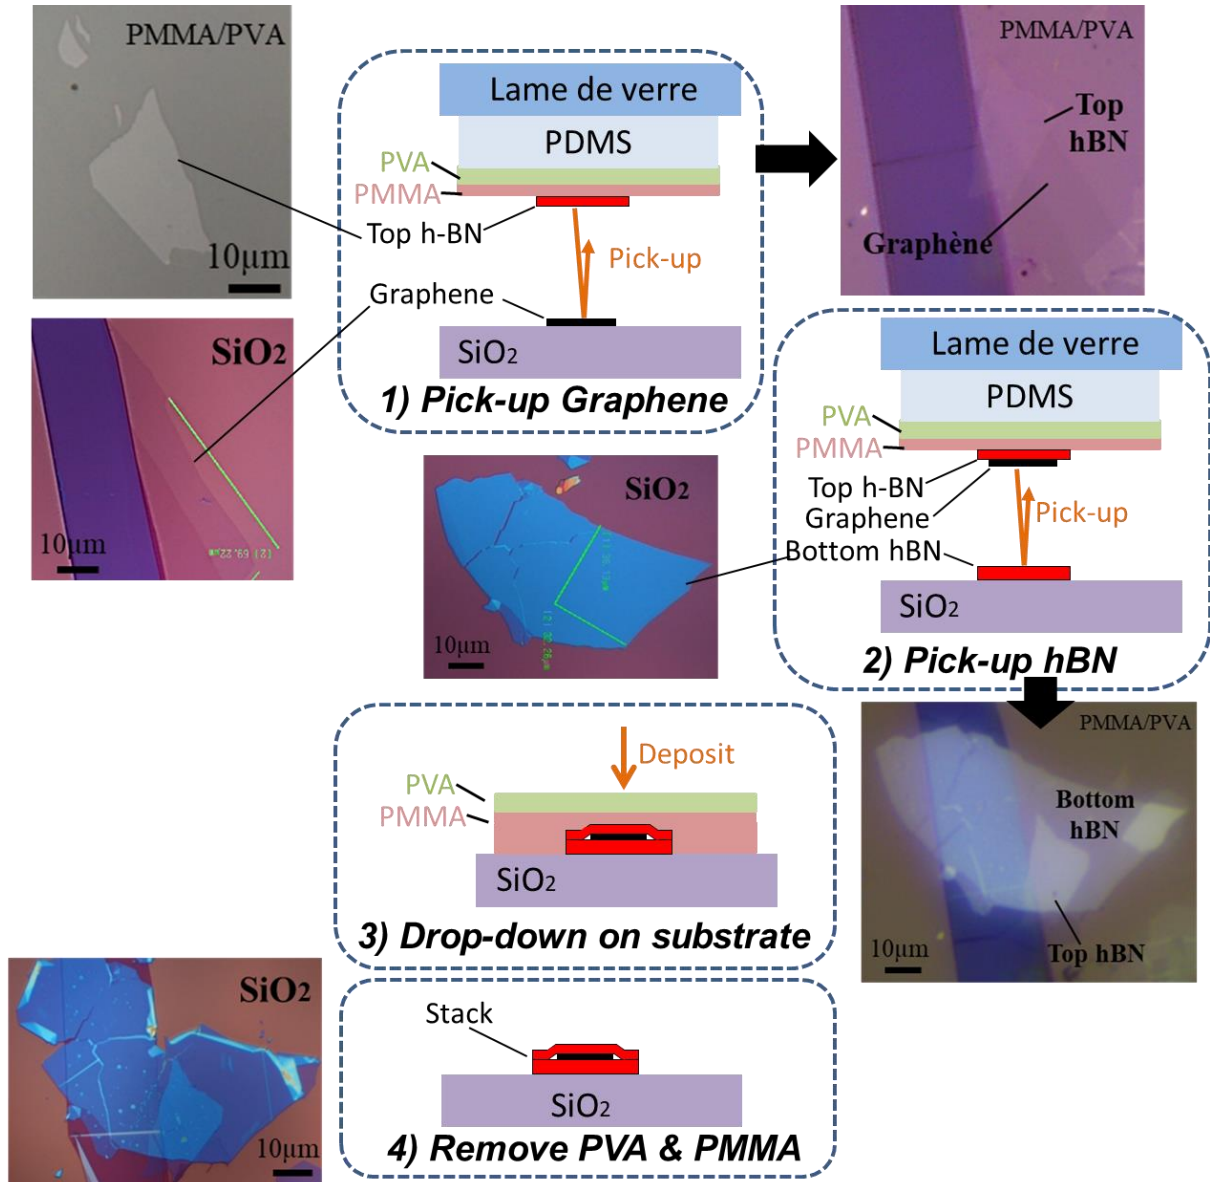 PMMA/PVA
10µm
SiO2
10µm
Lame de verre
PDMS
PVA
PMMA
Top h-BN
Pick-up
Graphene
SiO2
1) Pick-up Graphene
PMMA/PVA
Top
hBN
Graphène
Lame de verre
PDMS
PVA
PMMA
Top h-BN
Graphene
Pick-up
Bottom hBN
SiO2
2) Pick-up hBN
SiO2
10µm
PMMA/PVA
Bottom
hBN
Top hBN
10µm
Deposit
PVA
PMMA
SiO2
3) Drop-down on substrate
SiO2
10µm
Stack
SiO2
4) Remove PVA & PMMA